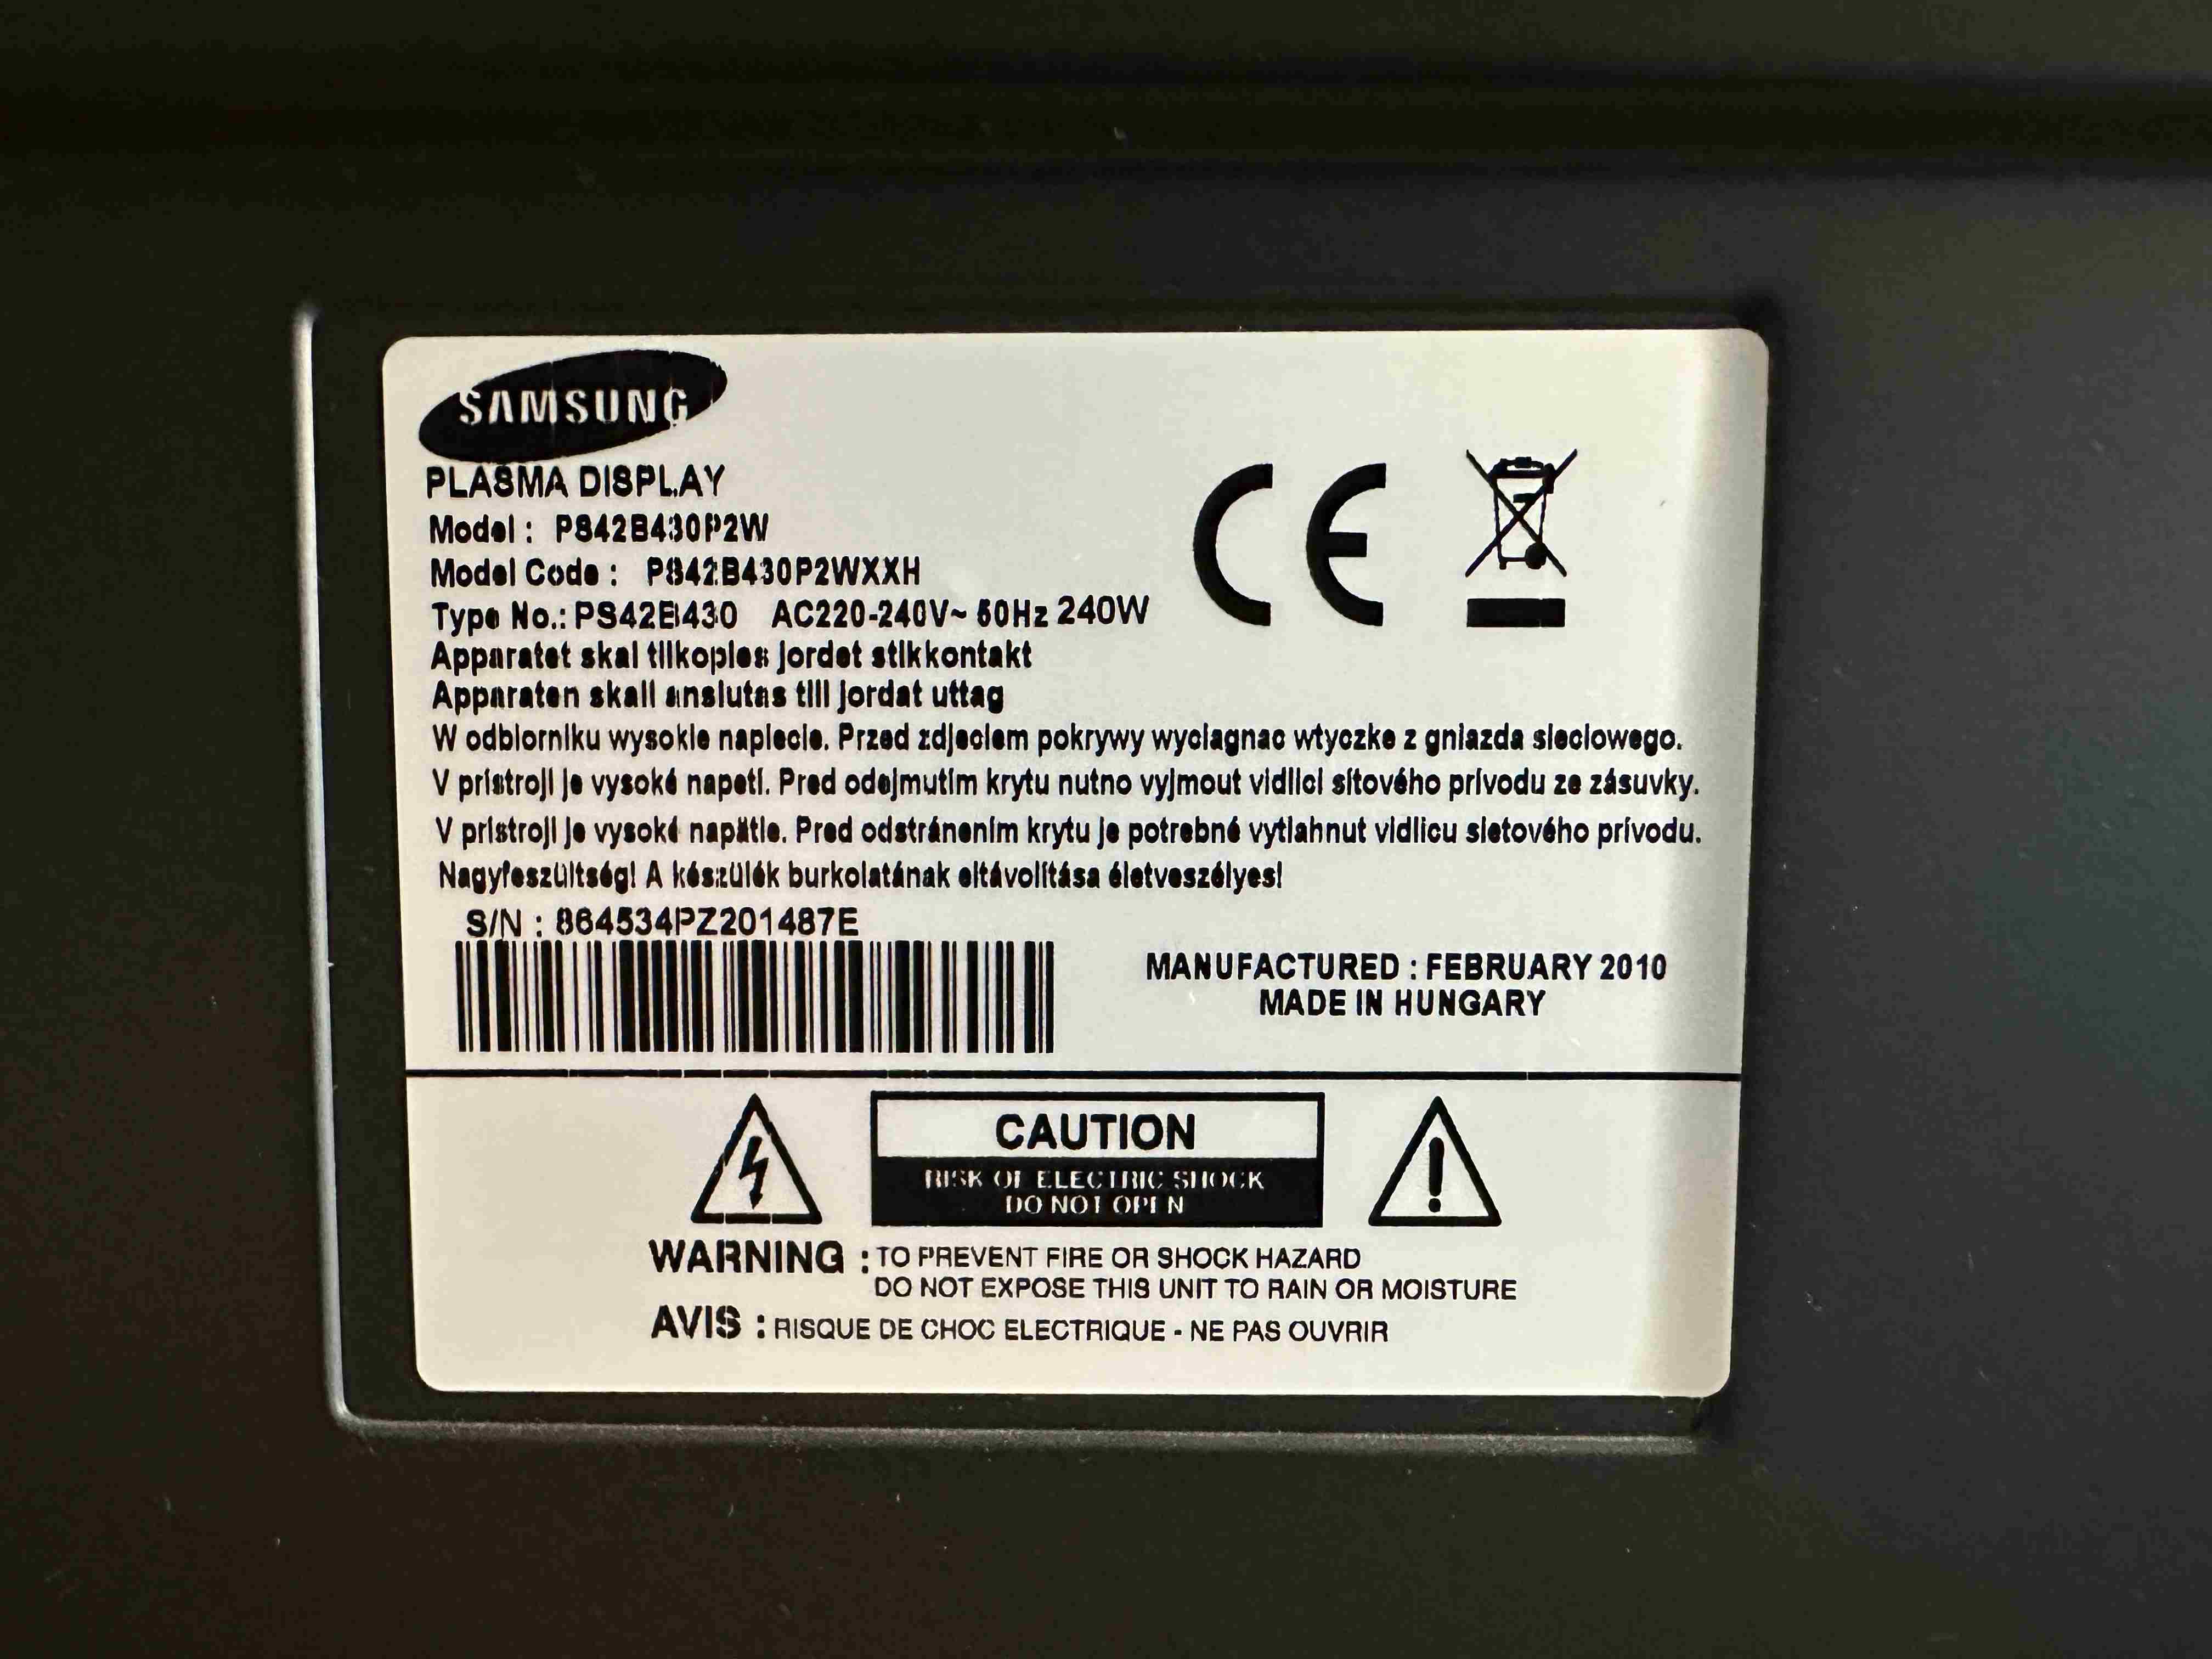 SAMSUNG
PLASMA DISPLAY
Model : PS42B430P2W
Model Code : PS42B430P2WXXH
Type No.: PS42B430 AC220-240V~ 50Hz 240W
Apparatet skal tilkoples jordet stikkontakt
Apparaten skall anslutas till jordat uttag
W odbiorniku wysokie napiecie. Przed zdjeciem pokrywy wyciagnac wtyczke z gniazda sieciowego.
V pristroji je vysoké napeti. Pred odejmutím krytu nutno vyjmout vidlici sítového prívodu ze zásuvky.
V prístroji je vysoké napätie. Pred odstránením krytu je potrebné vytiahnut vidlicu sietového prívodu.
Nagyfeszültség! A készülék burkolatának eltávolítása életveszélyes!
S/N : 864534PZ201487E
MANUFACTURED : FEBRUARY 2010
MADE IN HUNGARY
CAUTION
RISK OF ELECTRIC SHOCK
DO NOT OPEN
WARNING : TO PREVENT FIRE OR SHOCK HAZARD
DO NOT EXPOSE THIS UNIT TO RAIN OR MOISTURE
AVIS : RISQUE DE CHOC ELECTRIQUE - NE PAS OUVRIR